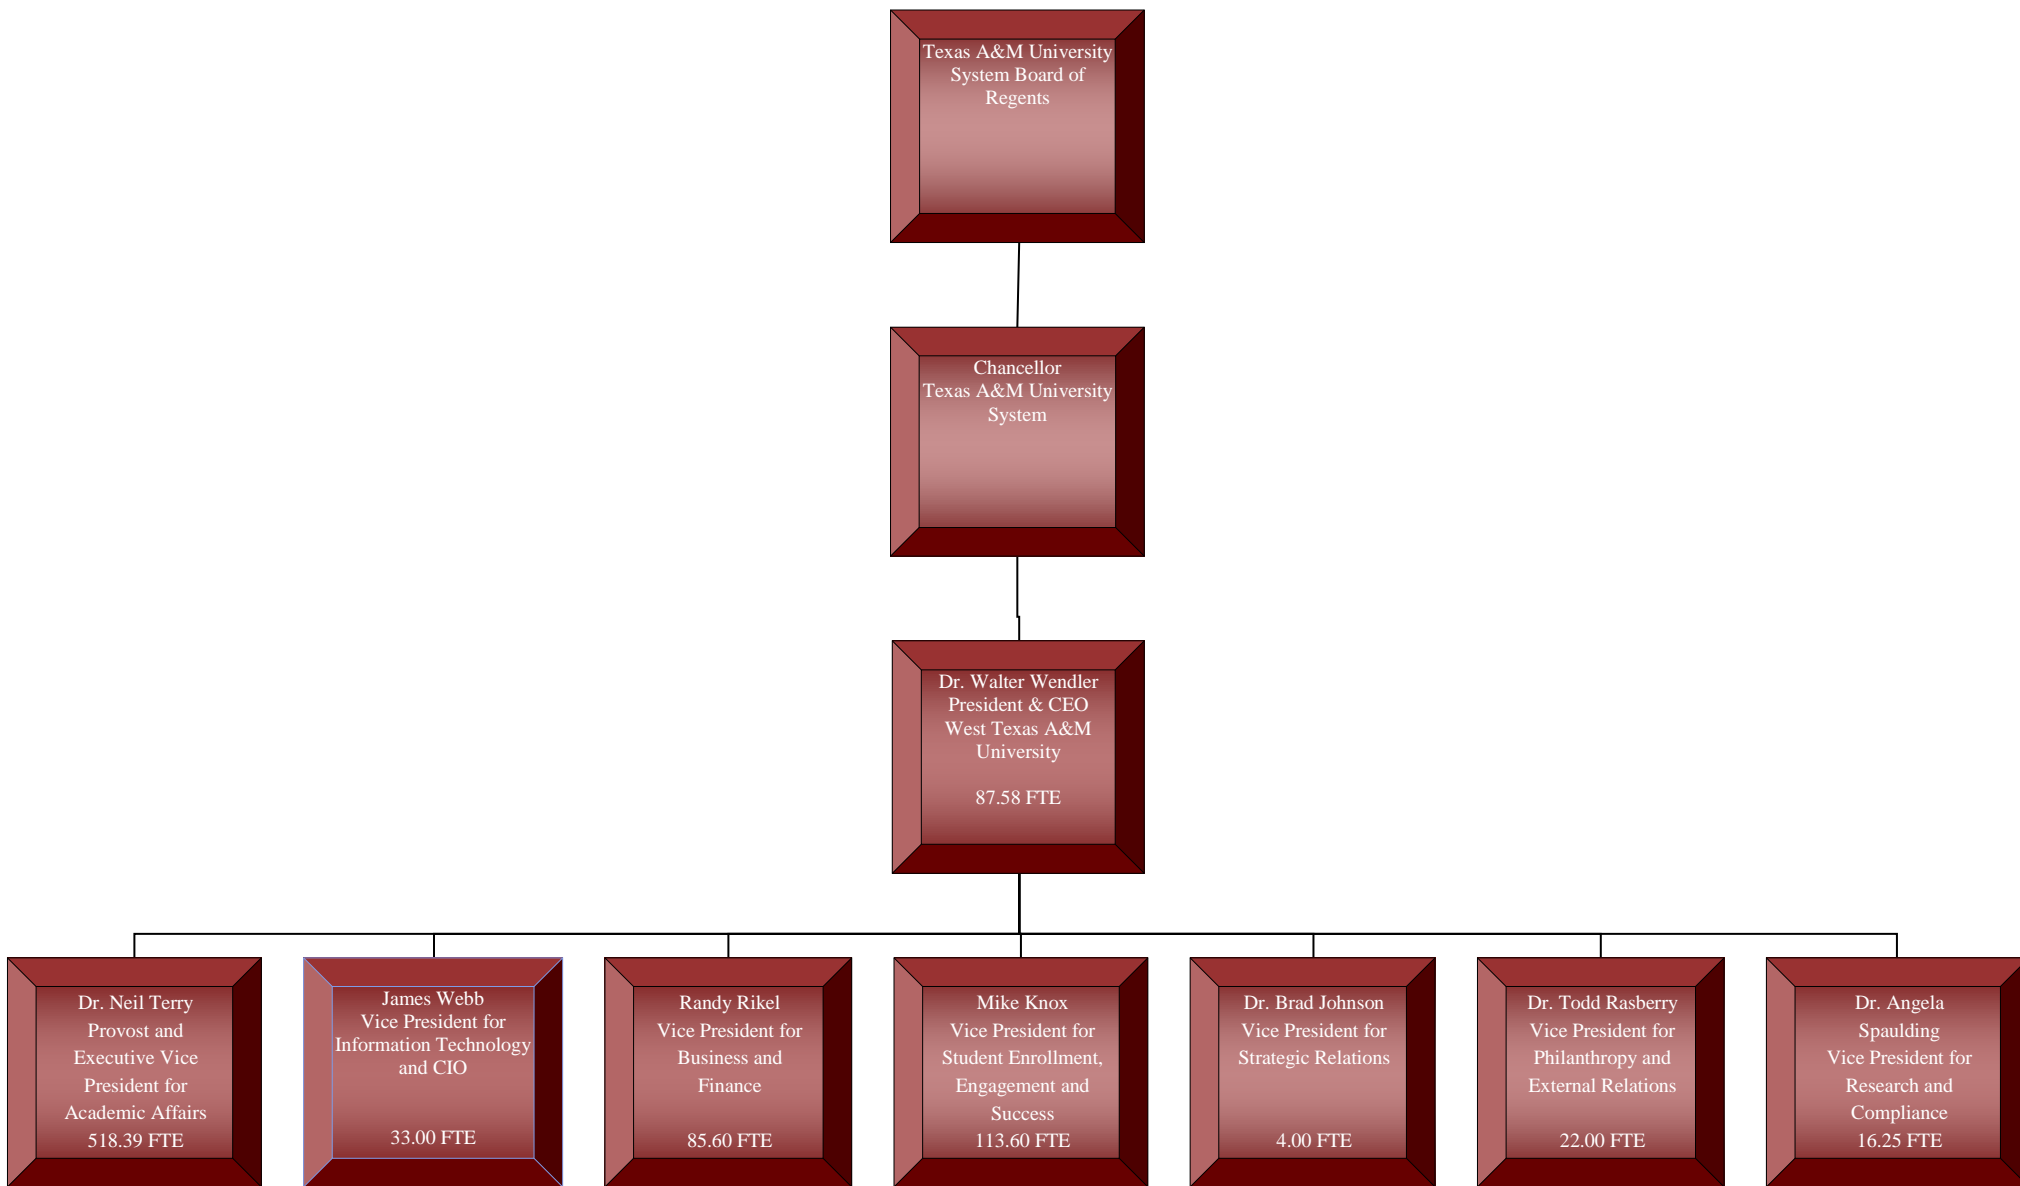 Texas A&M University
System Board of
Regents
Chancellor
Texas A&M University
System
Dr. Walter Wendler
President & CEO
West Texas A&M
University
87.58 FTE
Dr. Neil Terry
Provost and
Executive Vice
President for
Academic Affairs
518.39 FTE
James Webb
Vice President for
Information Technology
and CIO
33.00 FTE
Randy Rikel
Vice President for
Business and
Finance
85.60 FTE
Mike Knox
Vice President for
Student Enrollment,
Engagement and
Success
113.60 FTE
Dr. Brad Johnson
Vice President for
Strategic Relations
4.00 FTE
Dr. Todd Rasberry
Vice President for
Philanthropy and
External Relations
22.00 FTE
Dr. Angela
Spaulding
Vice President for
Research and
Compliance
16.25 FTE